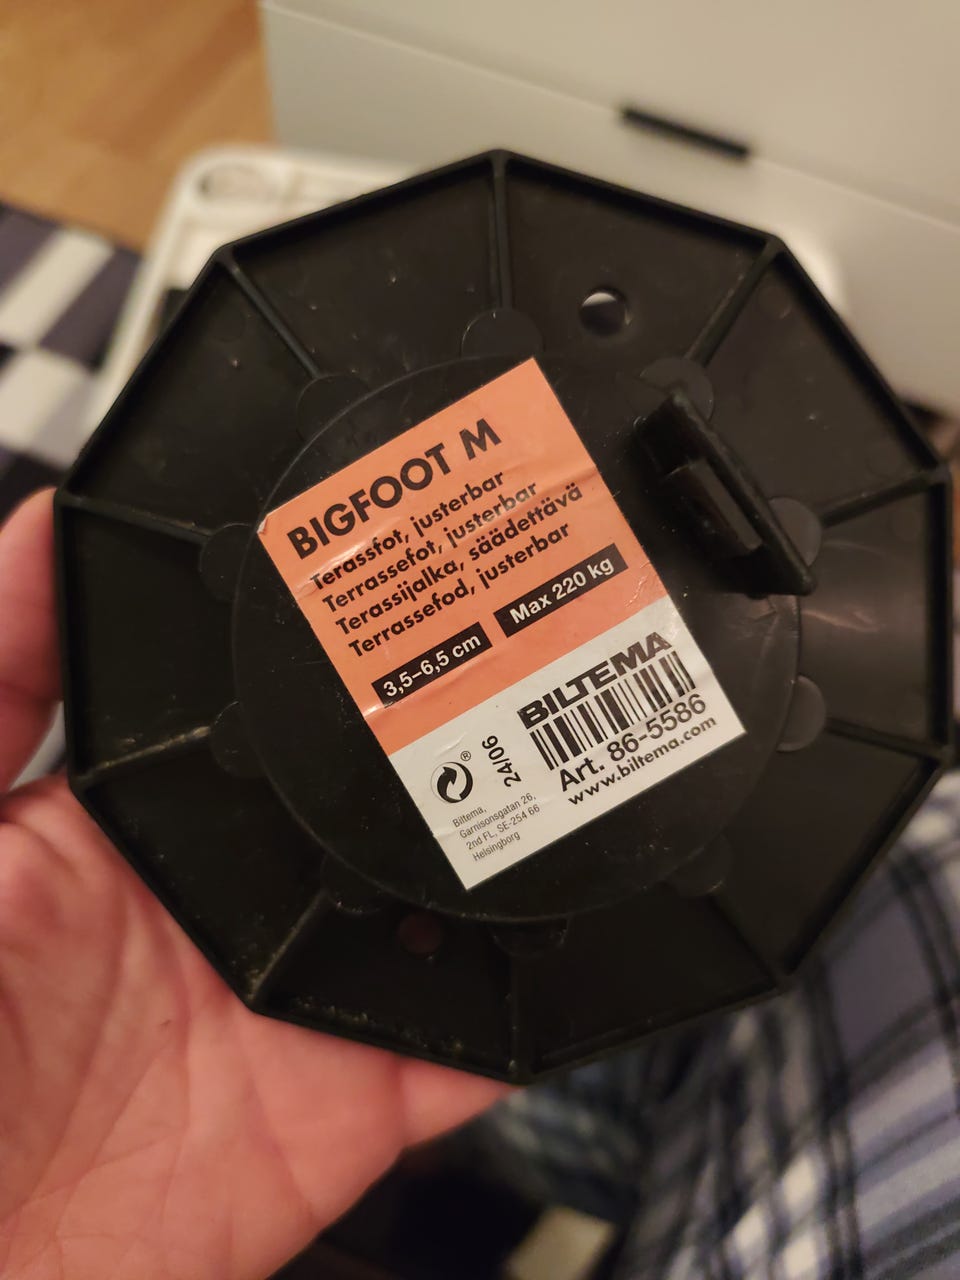 BIGFOOT M
Terassfot, justerbar
Terrassefot, justerbar
Terassijalka, säädettävä
Terrassefod, justerbar
3,5–6,5 cm
Max 220 kg
BILTEMA
Art. 86-5586
www.biltema.com
®
24/06
Biltema,
Garnisonsgatan 26,
2nd FL, SE-254 66
Helsingborg